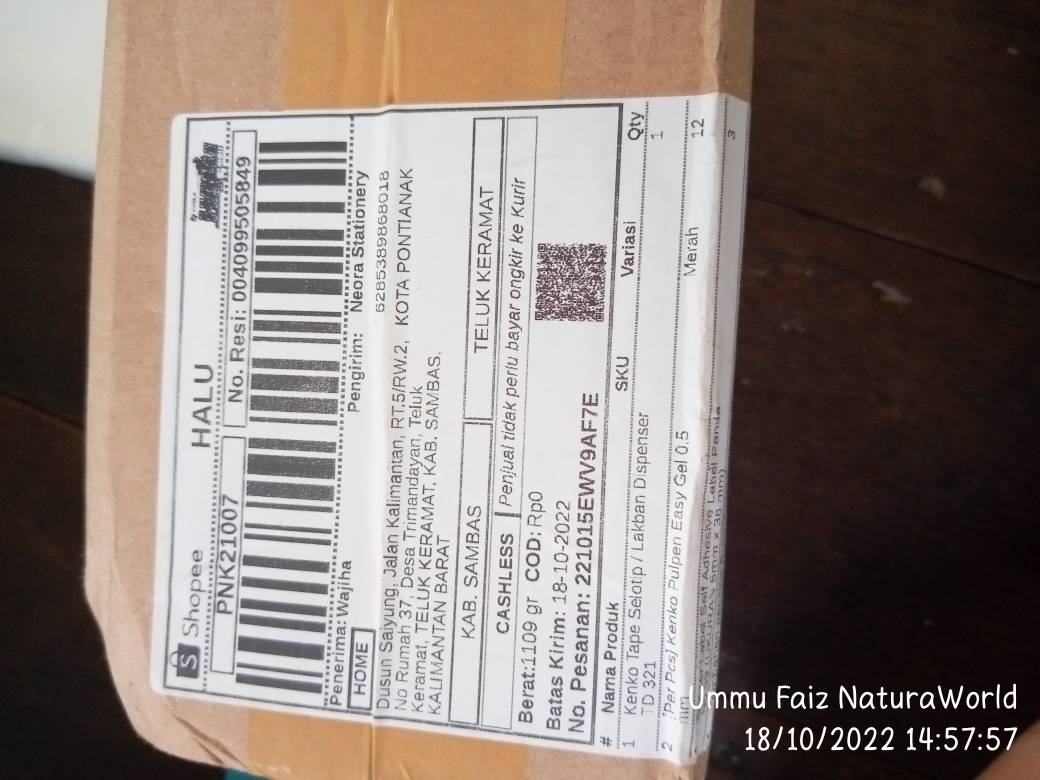 Shopee
HALU
PNK21007
No. Resi: 004099505849
Penerima: Wajiha
Pengirim: Neora Stationery
HOME
6285389868018
Dusun Saiyung, Jalan Kalimantan, RT.5/RW.2,
KOTA PONTIANAK
No Rumah 37, Desa Trimandayan, Teluk
Keramat, TELUK KERAMAT, KAB. SAMBAS,
KALIMANTAN BARAT
KAB. SAMBAS
TELUK KERAMAT
CASHLESS
Penjual tidak perlu bayar ongkir ke Kurir
Berat:1109 gr COD: Rp0
Batas Kirim: 18-10-2022
No. Pesanan: 221015EWV9AF7E
# Nama Produk SKU Variasi Qty
1 Kenko Tape Selotip / Lakban Dispenser 1
TD 321
2 [Per Pcs] Kenko Pulpen Easy Gel 0.5 Merah 12
mm
Self Adhesive Label Panda 3
Ummu Faiz NaturaWorld
18/10/2022 14:57:57